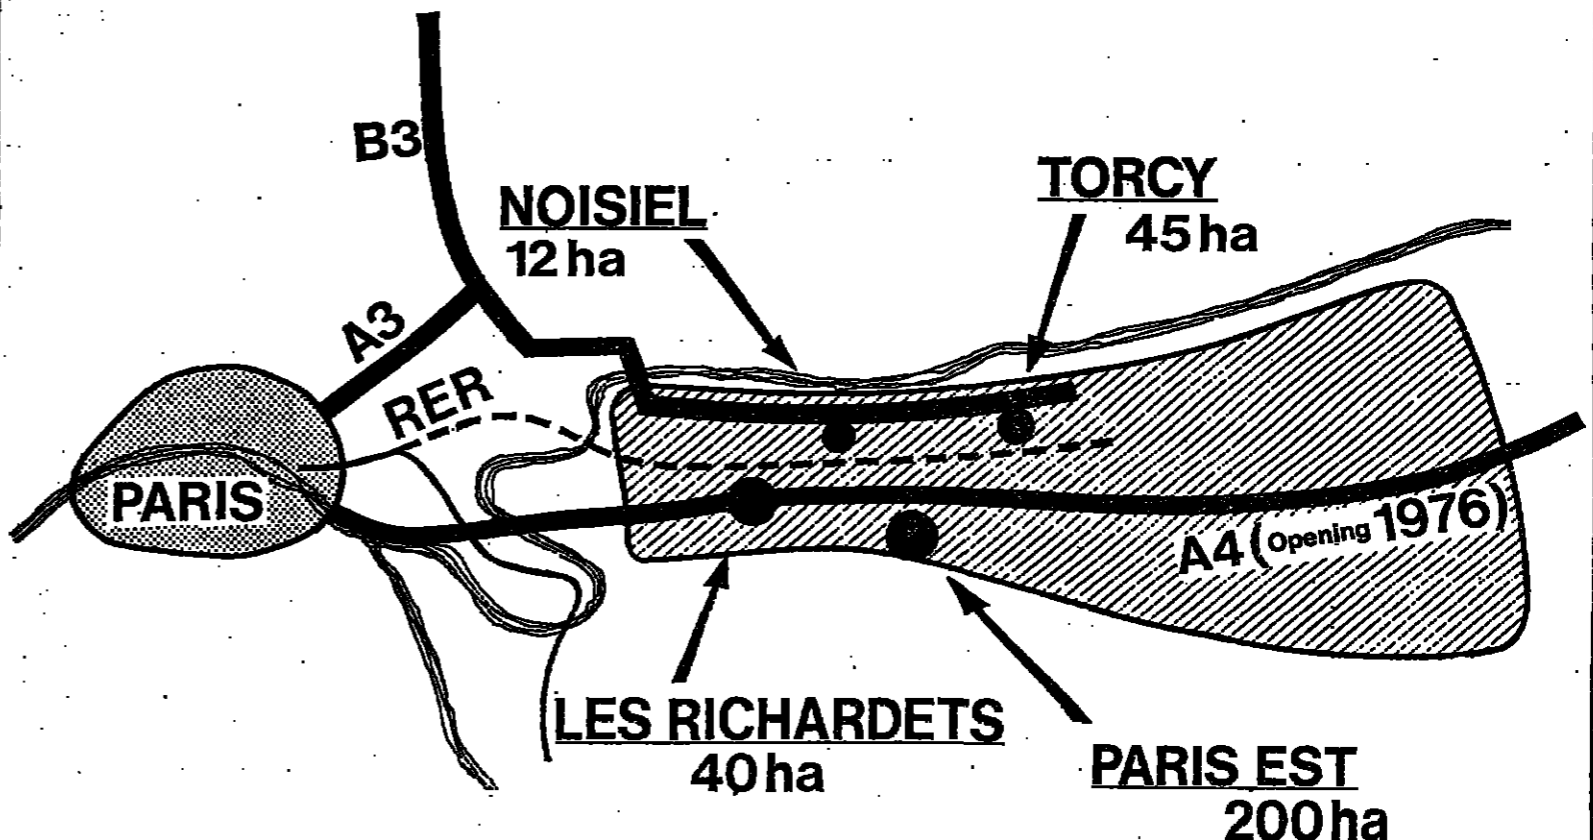 B3
NOISIEL
12 ha
TORCY
45 ha
A3
RER
PARIS
A4 (Opening 1976)
LES RICHARDETS
40 ha
PARIS EST
200 ha